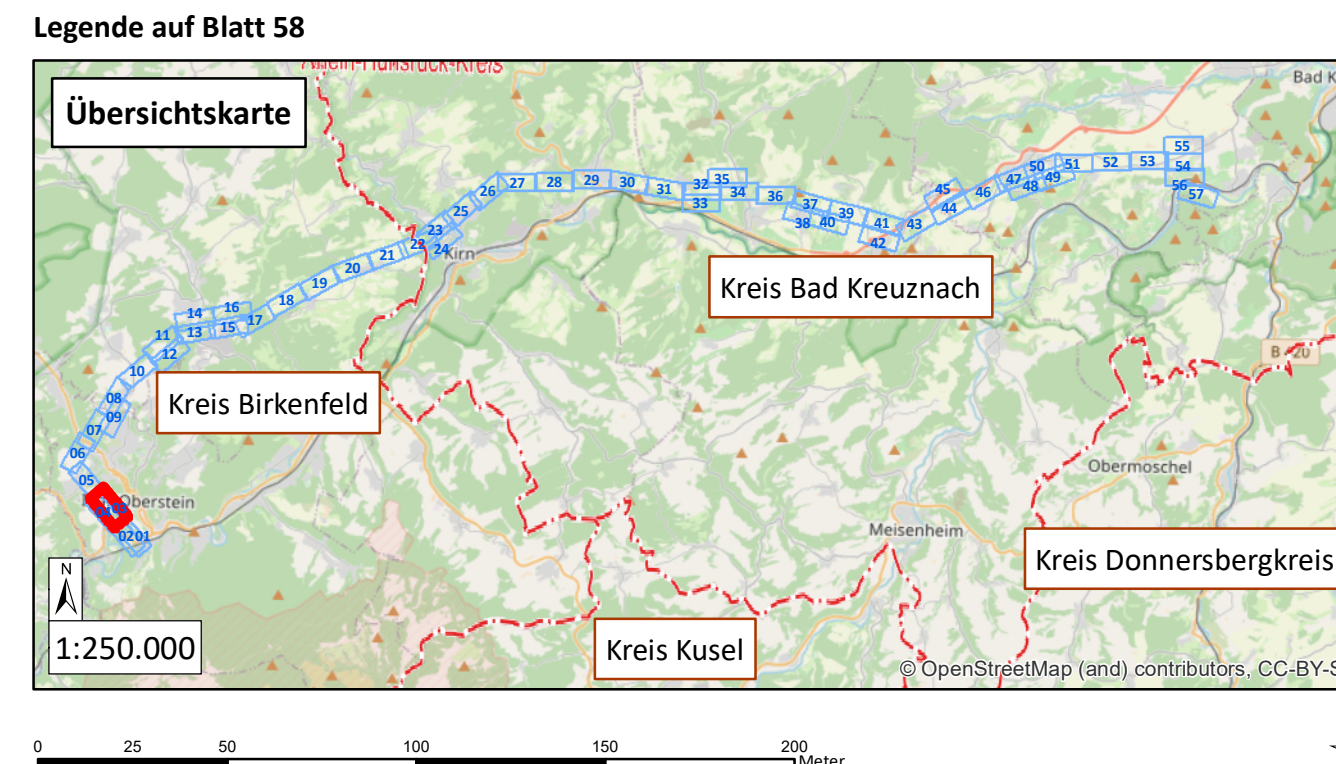 Legende auf Blatt 58
Rhein-Hunsrück-Kreis
Bad K
Übersichtskarte
55
50 51 52 53 54
47 49
48 56
45 46 57
44
27 28 29 30 31 32 35
34 36
33 37 39 41 43
38 40
42
26
25
23
22 24
Kirn
21
20
19
18
Kreis Bad Kreuznach
16
14
17
15
13
11
12
10
B 420
Kreis Birkenfeld
08
09
07
06
05
Oberstein
0201
Obermoschel
Meisenheim
Kreis Donnersbergkreis
N
1:250.000
Kreis Kusel
© OpenStreetMap (and) contributors, CC-BY-S
0 25 50 100 150 200
Meter